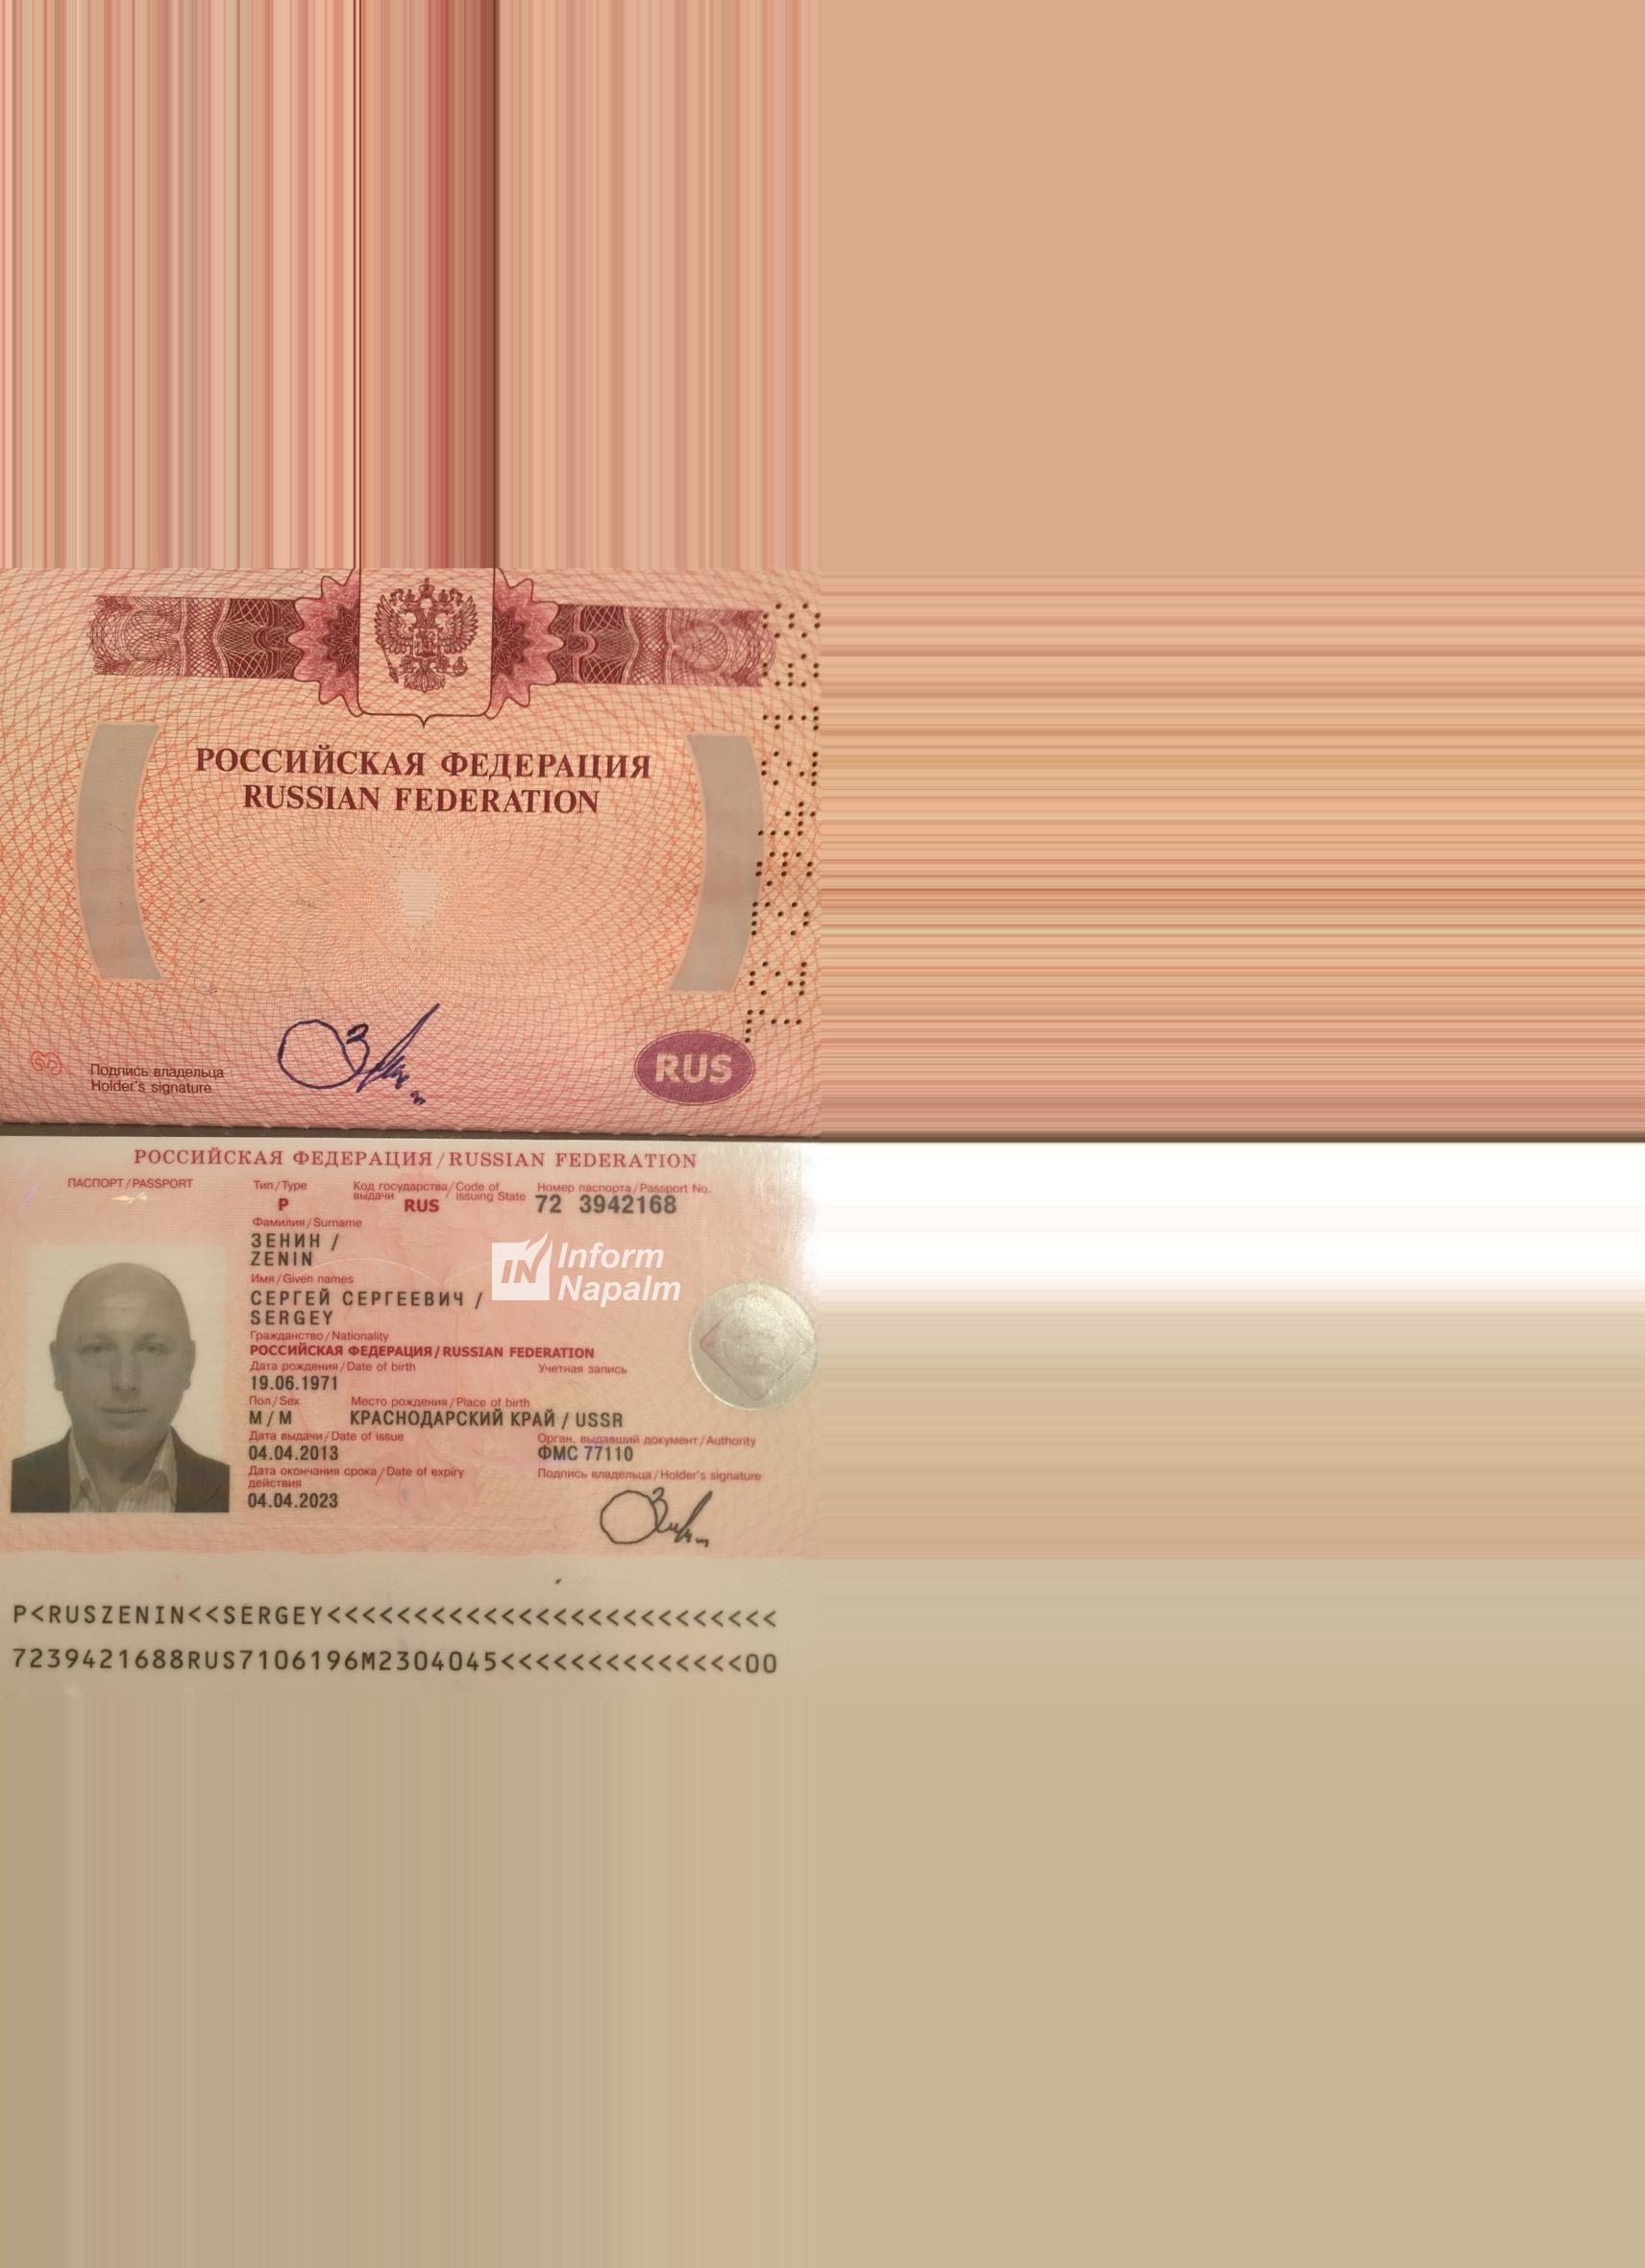 РОССИЙСКАЯ ФЕДЕРАЦИЯ
RUSSIAN FEDERATION
Подпись владельца
Holder's signature
RUS
РОССИЙСКАЯ ФЕДЕРАЦИЯ / RUSSIAN FEDERATION
ПАСПОРТ / PASSPORT
Тип / Type
Код государства / Code of
выдачи / issuing State
Номер паспорта / Passport No.
P
RUS
72 3942168
Фамилия / Surname
ЗЕНИН /
ZENIN
Inform
Napalm
Имя / Given names
СЕРГЕЙ СЕРГЕЕВИЧ /
SERGEY
Гражданство / Nationality
РОССИЙСКАЯ ФЕДЕРАЦИЯ / RUSSIAN FEDERATION
Дата рождения / Date of birth
Учетная запись
19.06.1971
Пол / Sex
Место рождения / Place of birth
М / M
КРАСНОДАРСКИЙ КРАЙ / USSR
Дата выдачи / Date of issue
Орган, выдавший документ / Authority
04.04.2013
ФМС 77110
Дата окончания срока / Date of expiry
действия
Подпись владельца / Holder's signature
04.04.2023
P<RUSZENIN<<SERGEY<<<<<<<<<<<<<<<<<<<<<<<<<<
7239421688RUS7106196M2304045<<<<<<<<<<<<<<00